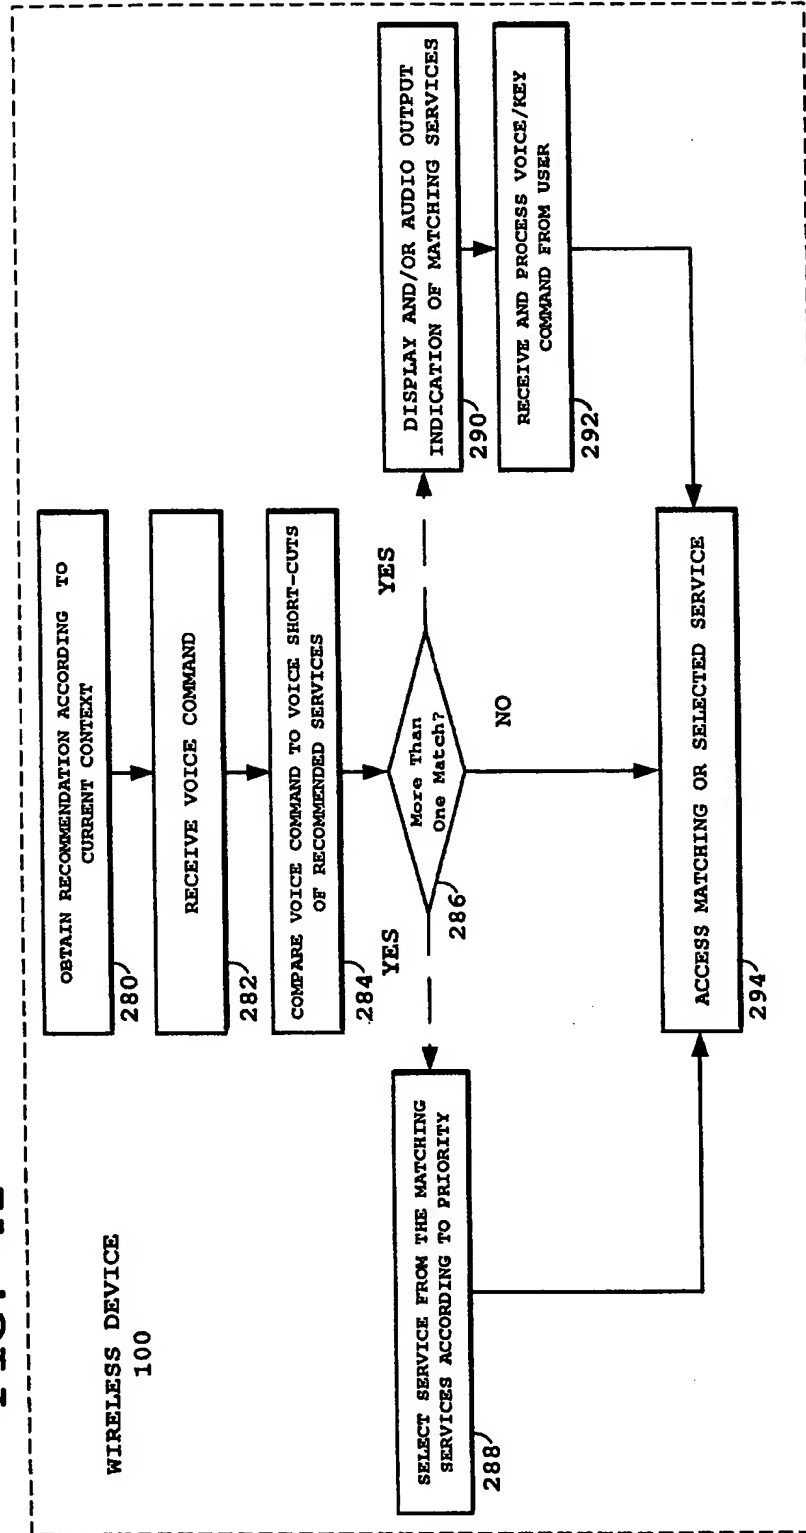 WIRELESS DEVICE
100
OBTAIN RECOMMENDATION ACCORDING TO
CURRENT CONTEXT
280
RECEIVE VOICE COMMAND
282
COMPARE VOICE COMMAND TO VOICE SHORT-CUTS
OF RECOMMENDED SERVICES
284
More Than
One Match?
286
YES
YES
NO
SELECT SERVICE FROM THE MATCHING
SERVICES ACCORDING TO PRIORITY
288
DISPLAY AND/OR AUDIO OUTPUT
INDICATION OF MATCHING SERVICES
290
RECEIVE AND PROCESS VOICE/KEY
COMMAND FROM USER
292
ACCESS MATCHING OR SELECTED SERVICE
294